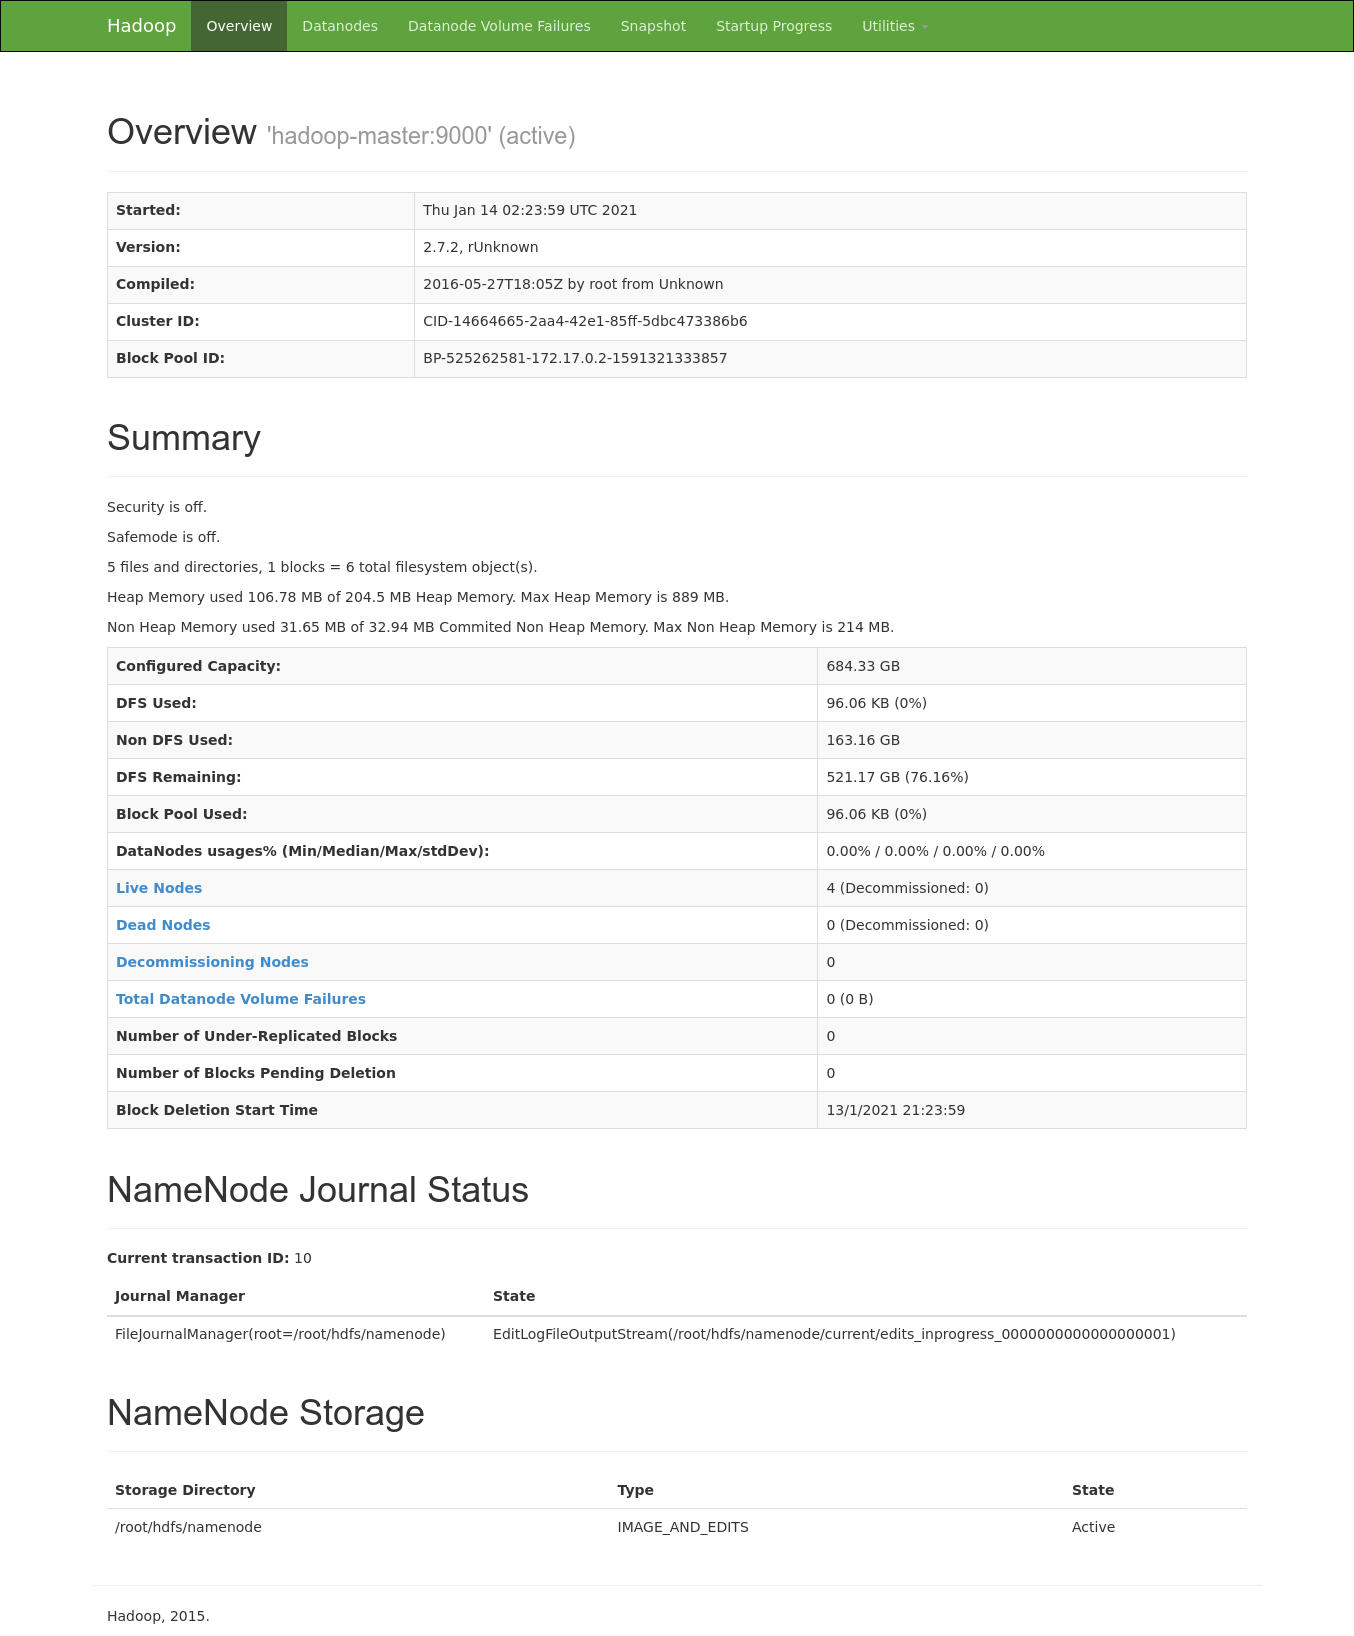 Hadoop Overview Datanodes Datanode Volume Failures Snapshot Startup Progress Utilities
Overview 'hadoop-master:9000' (active)
Started: Thu Jan 14 02:23:59 UTC 2021
Version: 2.7.2, rUnknown
Compiled: 2016-05-27T18:05Z by root from Unknown
Cluster ID: CID-14664665-2aa4-42e1-85ff-5dbc473386b6
Block Pool ID: BP-525262581-172.17.0.2-1591321333857
Summary
Security is off.
Safemode is off.
5 files and directories, 1 blocks = 6 total filesystem object(s).
Heap Memory used 106.78 MB of 204.5 MB Heap Memory. Max Heap Memory is 889 MB.
Non Heap Memory used 31.65 MB of 32.94 MB Commited Non Heap Memory. Max Non Heap Memory is 214 MB.
Configured Capacity: 684.33 GB
DFS Used: 96.06 KB (0%)
Non DFS Used: 163.16 GB
DFS Remaining: 521.17 GB (76.16%)
Block Pool Used: 96.06 KB (0%)
DataNodes usages% (Min/Median/Max/stdDev): 0.00% / 0.00% / 0.00% / 0.00%
Live Nodes 4 (Decommissioned: 0)
Dead Nodes 0 (Decommissioned: 0)
Decommissioning Nodes 0
Total Datanode Volume Failures 0 (0 B)
Number of Under-Replicated Blocks 0
Number of Blocks Pending Deletion 0
Block Deletion Start Time 13/1/2021 21:23:59
NameNode Journal Status
Current transaction ID: 10
Journal Manager State
FileJournalManager(root=/root/hdfs/namenode) EditLogFileOutputStream(/root/hdfs/namenode/current/edits_inprogress_0000000000000000001)
NameNode Storage
Storage Directory Type State
/root/hdfs/namenode IMAGE_AND_EDITS Active
Hadoop, 2015.